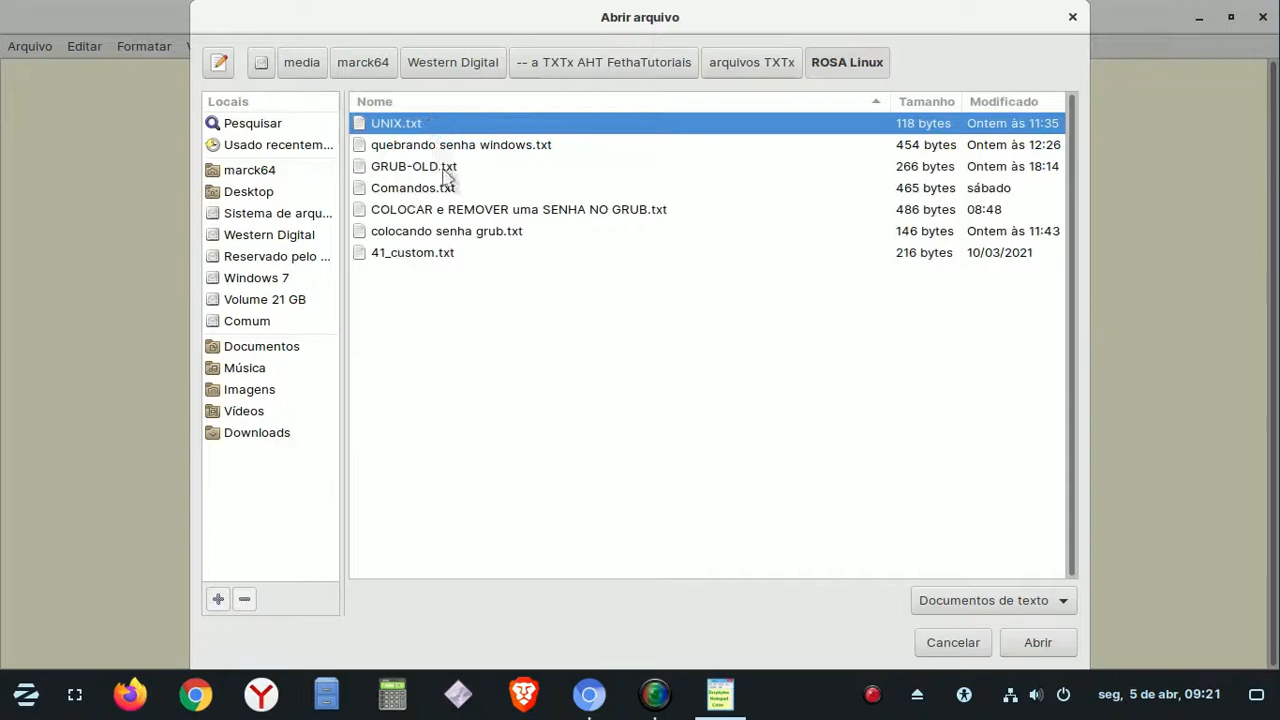 Abrir arquivo
Arquivo Editar Formatar
media marck64 Western Digital -- a TXTx AHT FethaTutoriais arquivos TXTx ROSA Linux
Locais
Pesquisar
Usado recentem...
marck64
Desktop
Sistema de arqu...
Western Digital
Reservado pelo ...
Windows 7
Volume 21 GB
Comum
Documentos
Música
Imagens
Vídeos
Downloads
Nome Tamanho Modificado
UNIX.txt 118 bytes Ontem às 11:35
quebrando senha windows.txt 454 bytes Ontem às 12:26
GRUB-OLD.txt 266 bytes Ontem às 18:14
Comandos.txt 465 bytes sábado
COLOCAR e REMOVER uma SENHA NO GRUB.txt 486 bytes 08:48
colocando senha grub.txt 146 bytes Ontem às 11:43
41_custom.txt 216 bytes 10/03/2021
Documentos de texto
Cancelar Abrir
seg, 5 de abr, 09:21